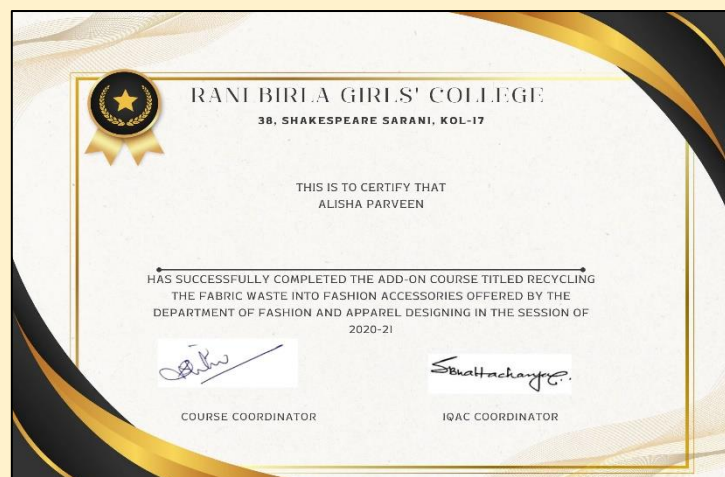 RANI BIRLA GIRLS' COLLEGE
38, SHAKESPEARE SARANI, KOL-17
THIS IS TO CERTIFY THAT
ALISHA PARVEEN
HAS SUCCESSFULLY COMPLETED THE ADD-ON COURSE TITLED RECYCLING
THE FABRIC WASTE INTO FASHION ACCESSORIES OFFERED BY THE
DEPARTMENT OF FASHION AND APPAREL DESIGNING IN THE SESSION OF
2020-21
SBhattacharjee..
COURSE COORDINATOR
IQAC COORDINATOR